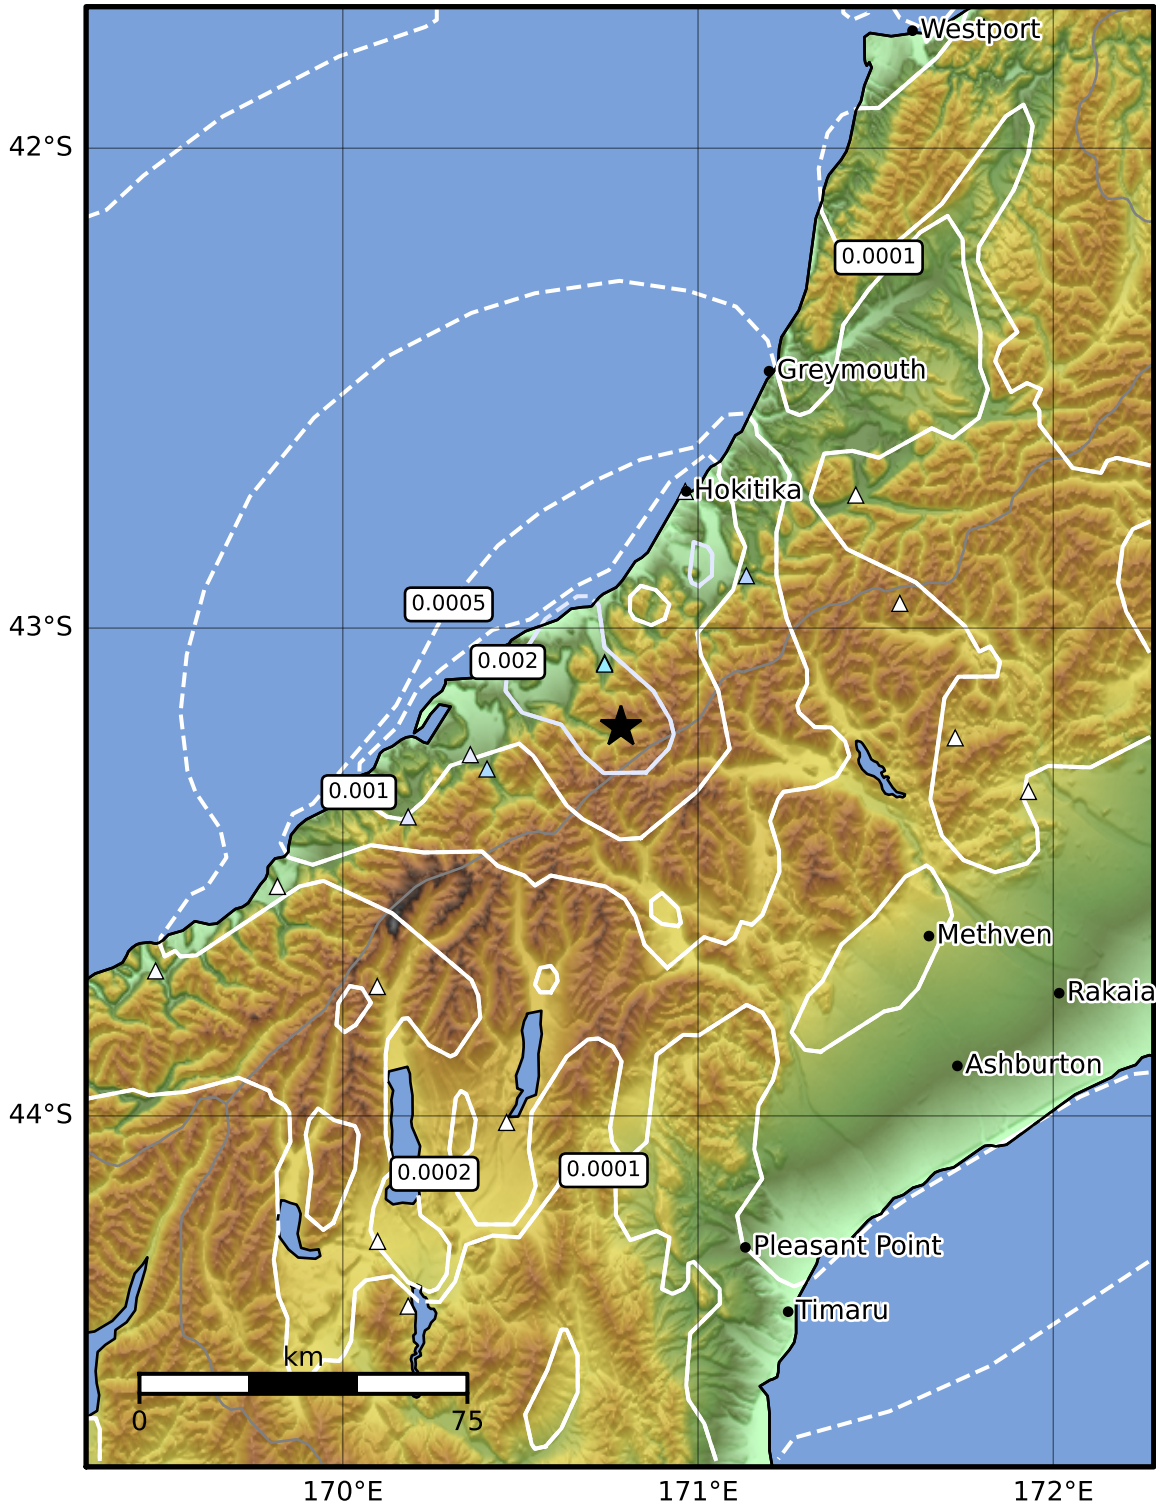 Westport
42°S
0.0001
Greymouth
Hokitika
0.0005
43°S
0.002
0.001
Methven
Rakaia
Ashburton
44°S
0.0002
0.0001
Pleasant Point
Timaru
km
0
75
170°E
171°E
172°E